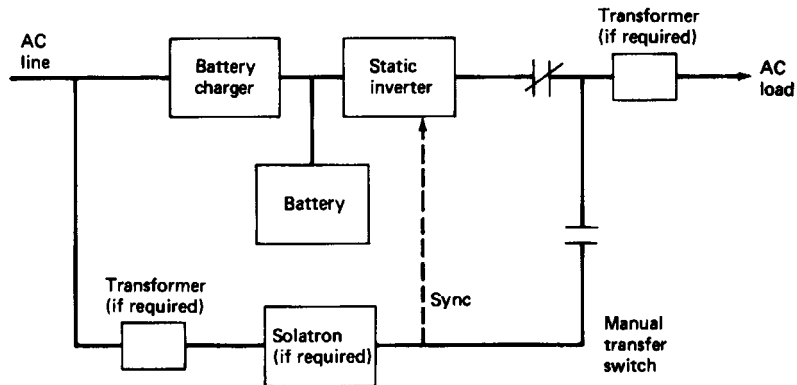 AC
line
Battery
charger
Static
inverter
Transformer
(if required)
AC
load
Battery
Transformer
(if required)
Solatron
(if required)
Sync
Manual
transfer
switch